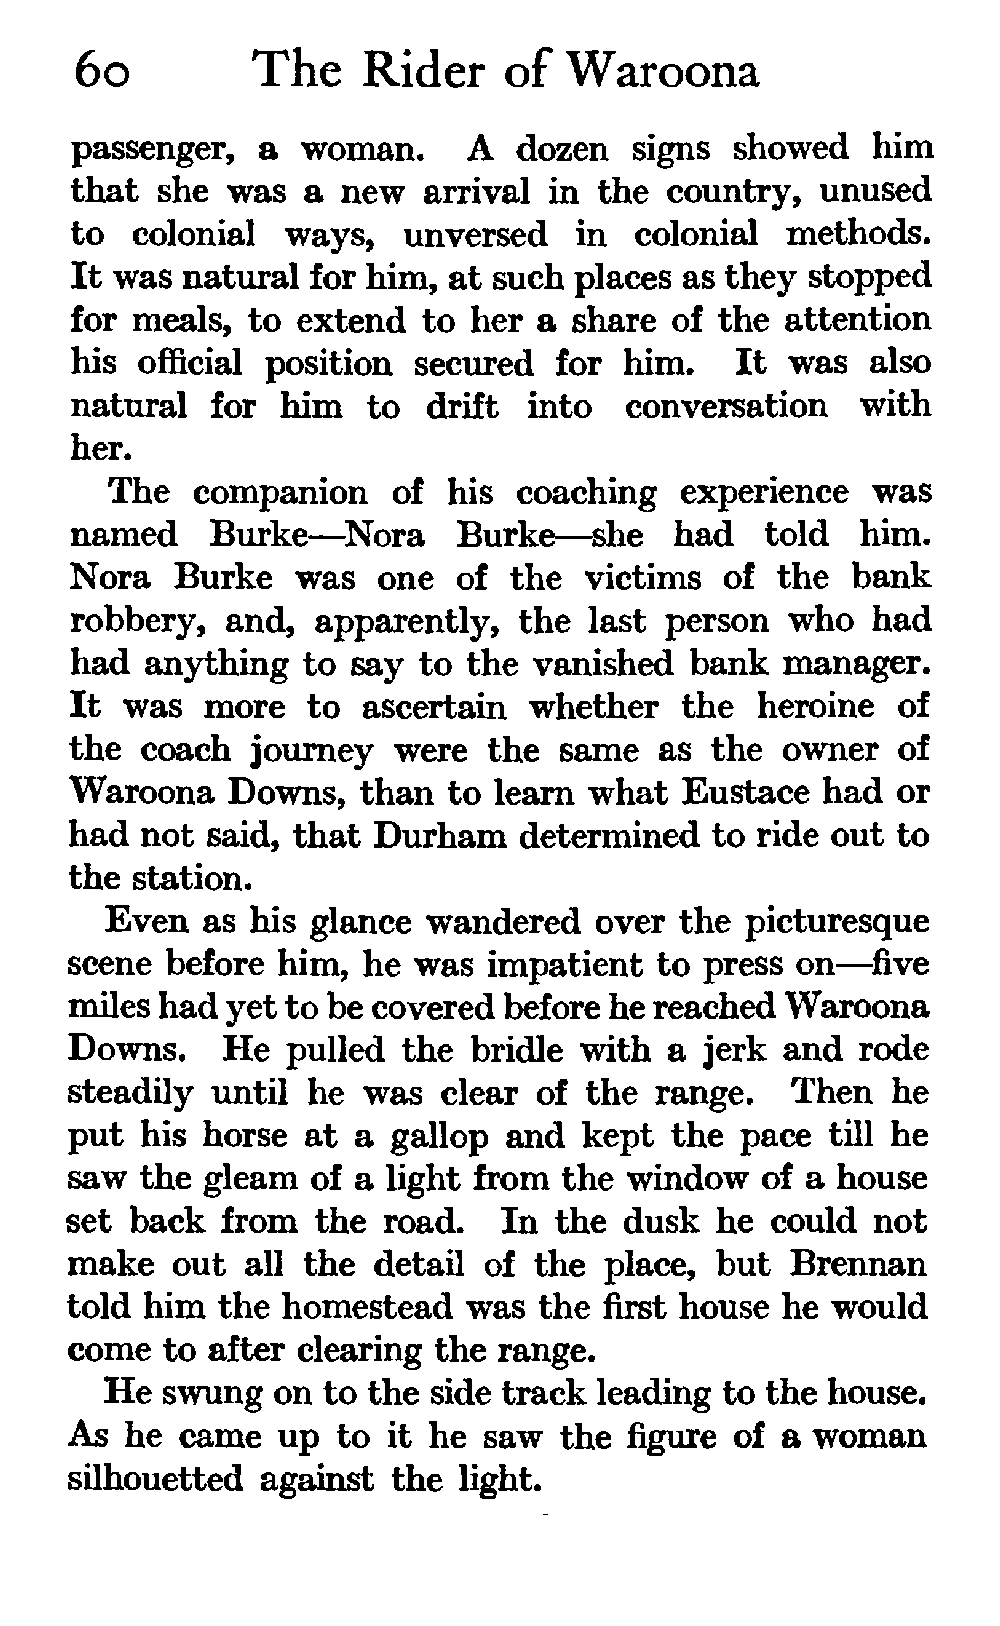 60 The Rider of Waroona
passenger, a woman. A dozen signs showed him
that she was a new arrival in the country, unused
to colonial ways, unversed in colonial methods.
It was natural for him, at such places as they stopped
for meals, to extend to her a share of the attention
his official position secured for him. It was also
natural for him to drift into conversation with
her.
The companion of his coaching experience was
named Burke—Nora Burke—she had told him.
Nora Burke was one of the victims of the bank
robbery, and, apparently, the last person who had
had anything to say to the vanished bank manager.
It was more to ascertain whether the heroine of
the coach journey were the same as the owner of
Waroona Downs, than to learn what Eustace had or
had not said, that Durham determined to ride out to
the station.
Even as his glance wandered over the picturesque
scene before him, he was impatient to press on—five
miles had yet to be covered before he reached Waroona
Downs. He pulled the bridle with a jerk and rode
steadily until he was clear of the range. Then he
put his horse at a gallop and kept the pace till he
saw the gleam of a light from the window of a house
set back from the road. In the dusk he could not
make out all the detail of the place, but Brennan
told him the homestead was the first house he would
come to after clearing the range.
He swung on to the side track leading to the house.
As he came up to it he saw the figure of a woman
silhouetted against the light.